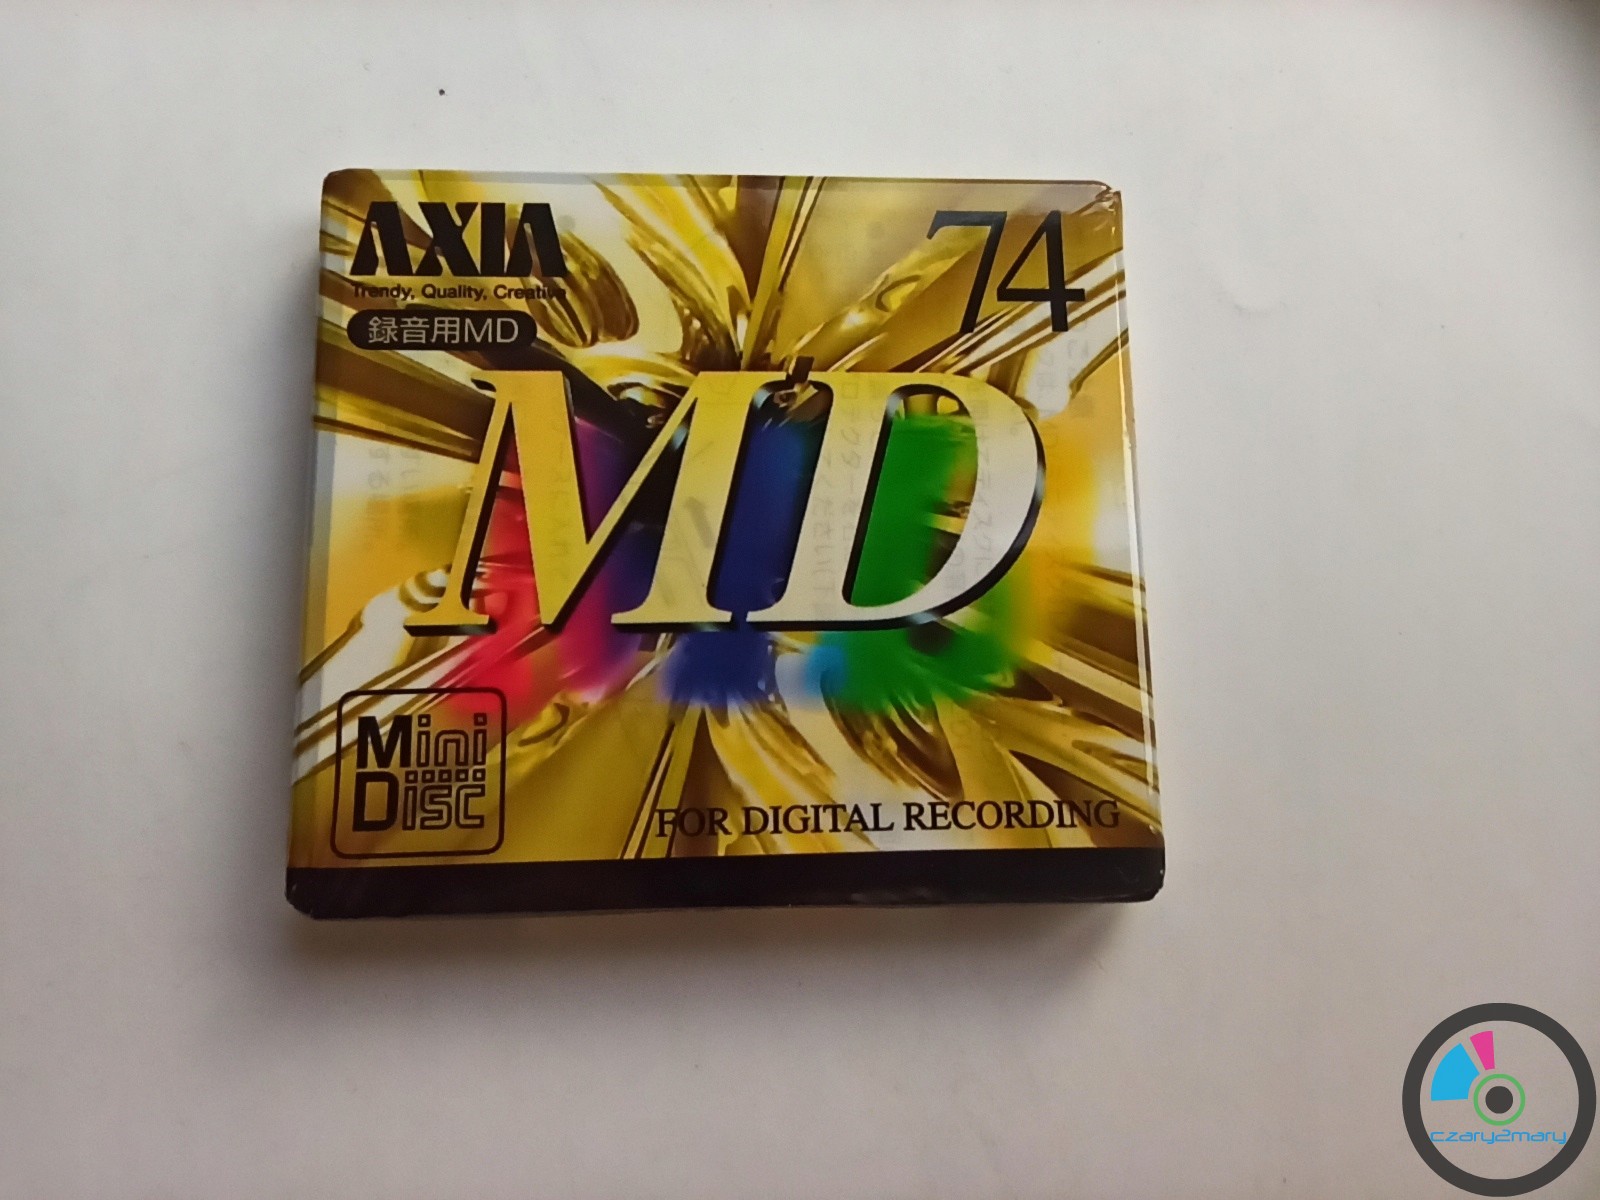 AXIA
Trendy, Quality, Creative
録音用MD
74
MD
Mini
Disc
FOR DIGITAL RECORDING
czary2mary